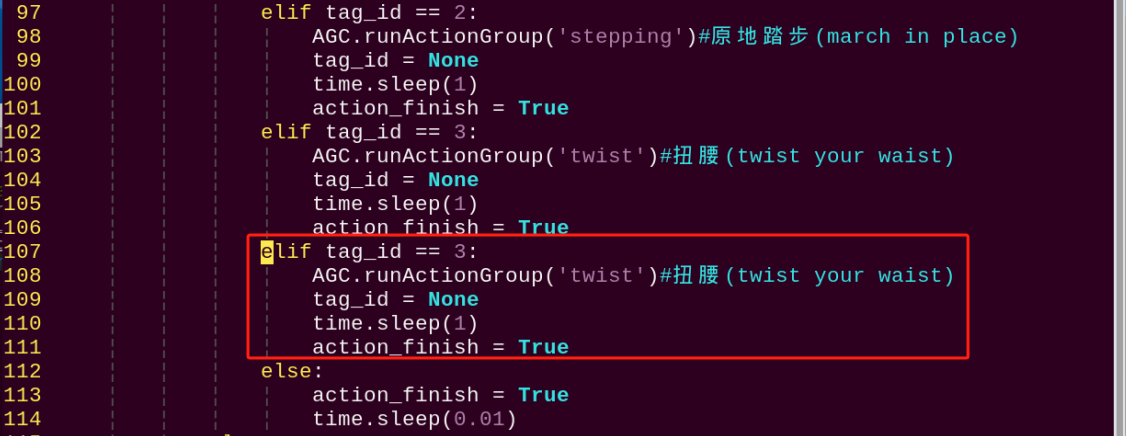 97 elif tag_id == 2:
98 AGC.runActionGroup('stepping')#原地踏步(march in place)
99 tag_id = None
100 time.sleep(1)
101 action_finish = True
102 elif tag_id == 3:
103 AGC.runActionGroup('twist')#扭腰(twist your waist)
104 tag_id = None
105 time.sleep(1)
106 action_finish = True
107 elif tag_id == 3:
108 AGC.runActionGroup('twist')#扭腰(twist your waist)
109 tag_id = None
110 time.sleep(1)
111 action_finish = True
112 else:
113 action_finish = True
114 time.sleep(0.01)